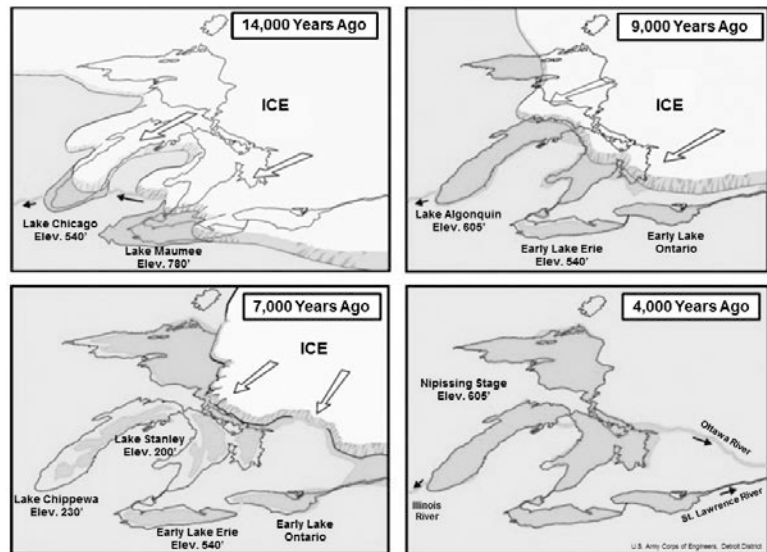 14,000 Years Ago
ICE
Lake Chicago
Elev. 540'
Lake Maumee
Elev. 780'
9,000 Years Ago
ICE
Lake Algonquin
Elev. 605'
Early Lake Erie
Elev. 540'
Early Lake
Ontario
7,000 Years Ago
ICE
Lake Stanley
Elev. 200'
Lake Chippewa
Elev. 230'
Early Lake Erie
Elev. 540'
Early Lake
Ontario
4,000 Years Ago
Nipissing Stage
Elev. 605'
Ottawa River
Illinois
River
St. Lawrence River
U.S. Army Corps of Engineers, Detroit District